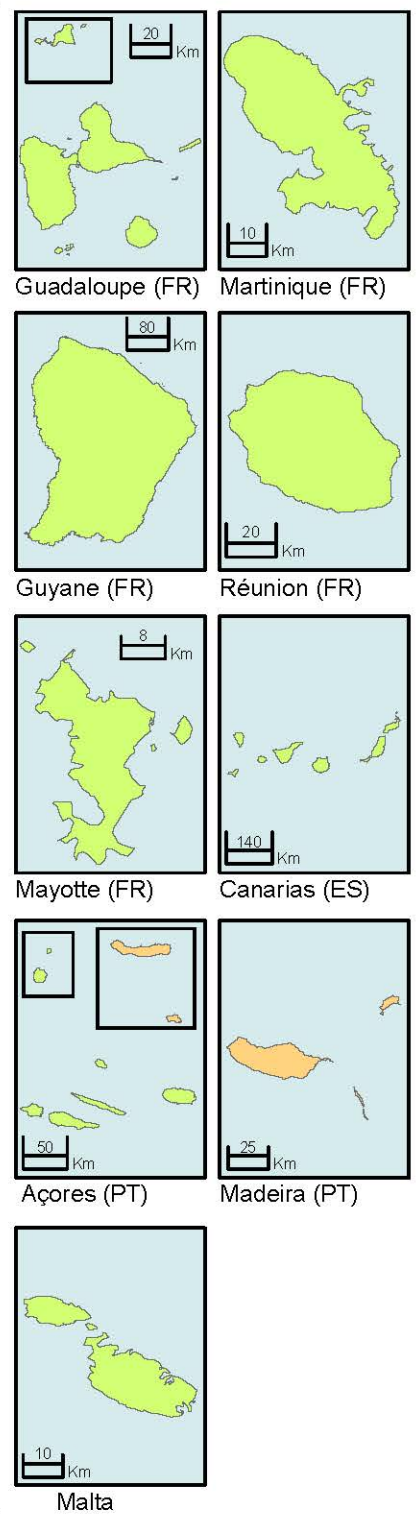 20
Km
10
Km
Guadaloupe (FR) Martinique (FR)
80
Km
20
Km
Guyane (FR) Réunion (FR)
8
Km
140
Km
Mayotte (FR) Canarias (ES)
50
Km
25
Km
Açores (PT) Madeira (PT)
10
Km
Malta